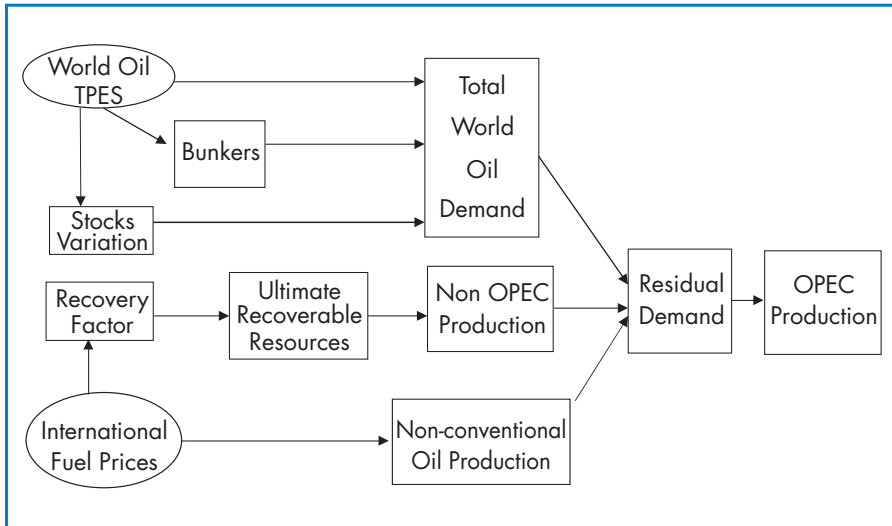 World Oil
TPES
Bunkers
Stocks
Variation
Total
World
Oil
Demand
Recovery
Factor
Ultimate
Recoverable
Resources
Non OPEC
Production
Residual
Demand
OPEC
Production
International
Fuel Prices
Non-conventional
Oil Production